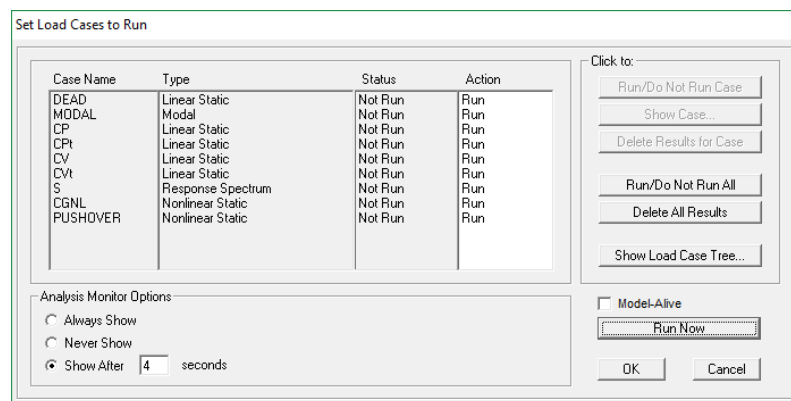 Set Load Cases to Run
Case Name Type Status Action
DEAD Linear Static Not Run Run
MODAL Modal Not Run Run
CP Linear Static Not Run Run
CPt Linear Static Not Run Run
CV Linear Static Not Run Run
CVt Linear Static Not Run Run
S Response Spectrum Not Run Run
CGNL Nonlinear Static Not Run Run
PUSHOVER Nonlinear Static Not Run Run
Click to:
Run/Do Not Run Case
Show Case...
Delete Results for Case
Run/Do Not Run All
Delete All Results
Show Load Case Tree...
Analysis Monitor Options
Always Show
Never Show
Show After 4 seconds
Model-Alive
Run Now
OK Cancel